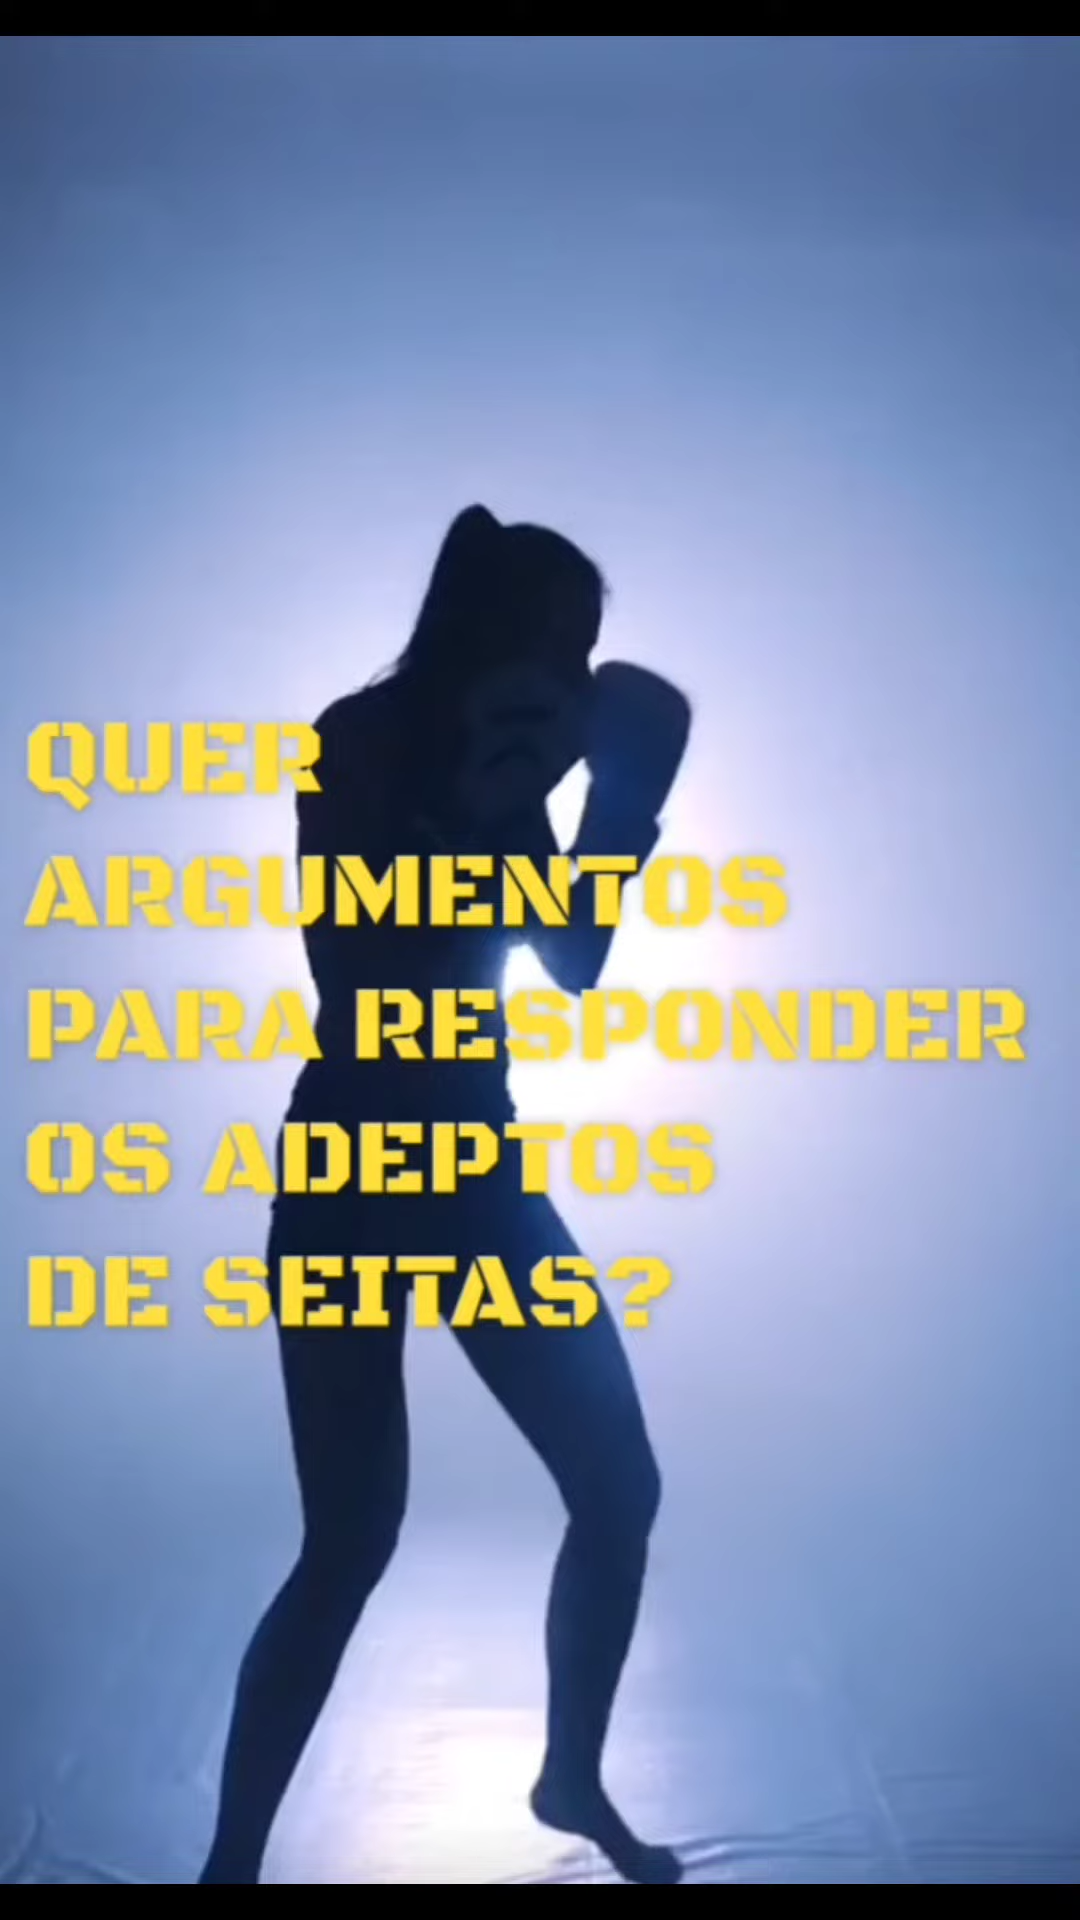 QUER
ARGUMENTOS
PARA RESPONDER
OS ADEPTOS
DE SEITAS?